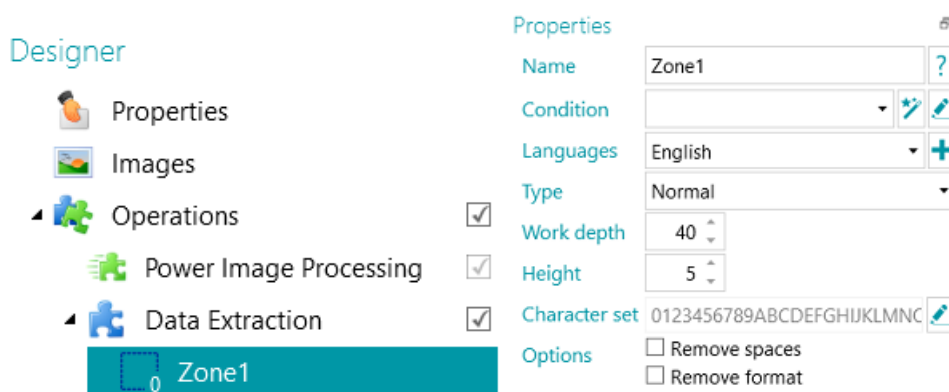 Designer
Properties
Images
Operations
Power Image Processing
Data Extraction
0 Zone1
Properties
Name Zone1 ?
Condition
Languages English
Type Normal
Work depth 40
Height 5
Character set 0123456789ABCDEFGHIJKLMNC
Options Remove spaces
Remove format